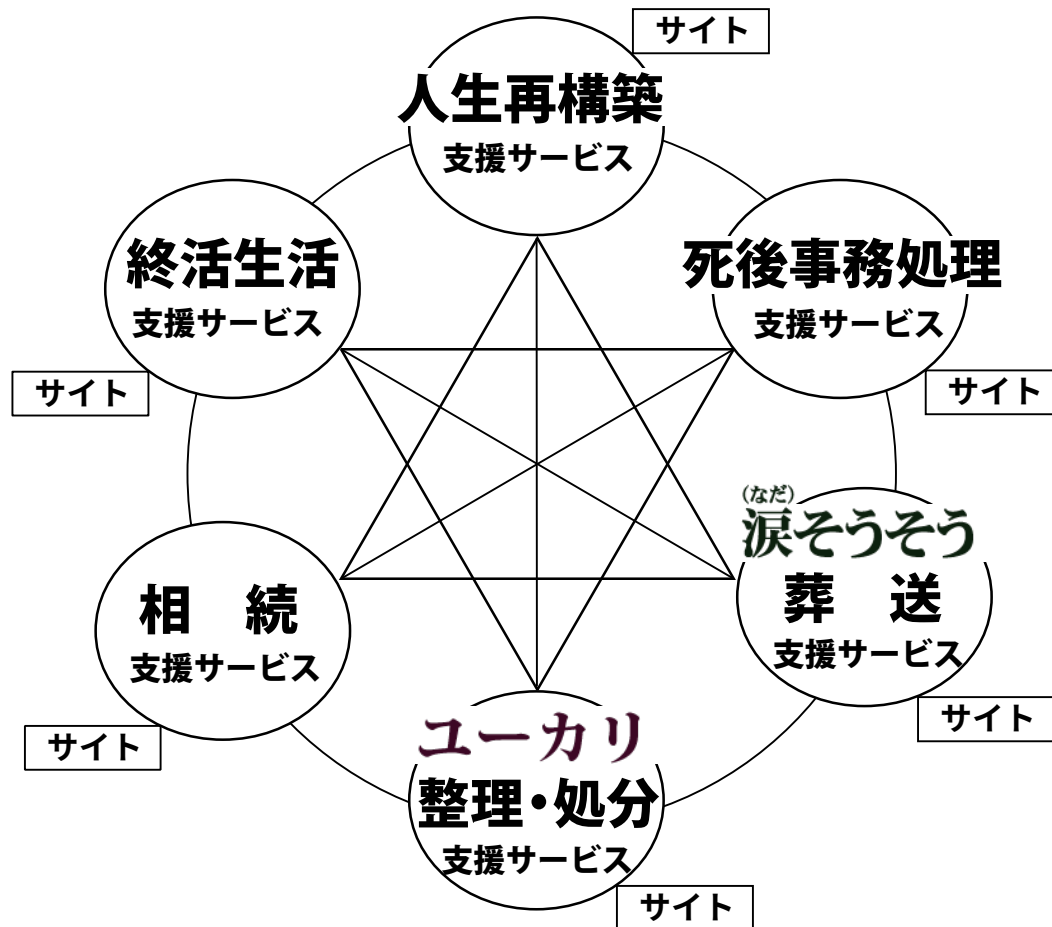 サイト
人生再構築
支援サービス
終活生活
支援サービス
サイト
死後事務処理
支援サービス
サイト
(なだ)
涙そうそう
葬　送
支援サービス
サイト
相　続
支援サービス
サイト
ユーカリ
整理・処分
支援サービス
サイト